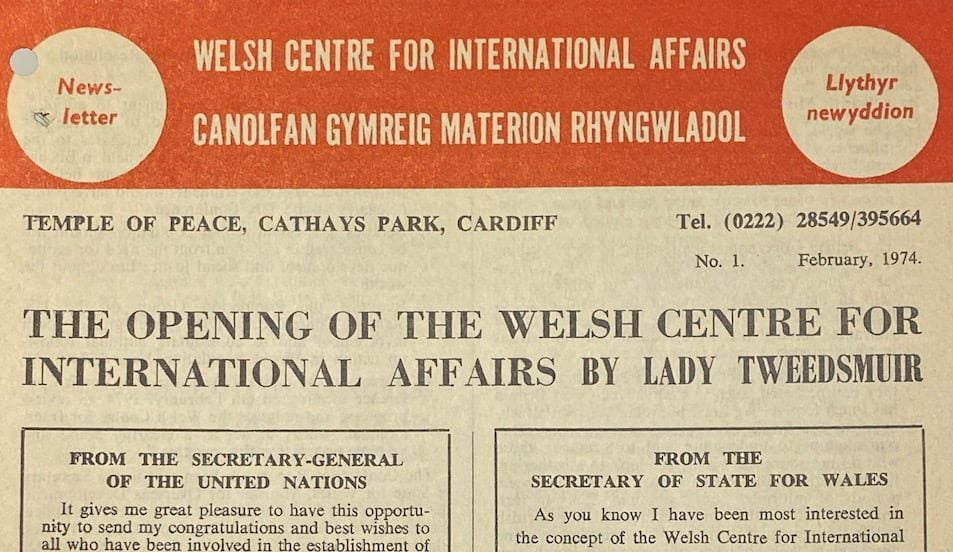 News-
letter
WELSH CENTRE FOR INTERNATIONAL AFFAIRS
CANOLFAN GYMREIG MATERION RHYNGWLADOL
Llythyr
newyddion
TEMPLE OF PEACE, CATHAYS PARK, CARDIFF
Tel. (0222) 28549/395664
No. 1. February, 1974.
THE OPENING OF THE WELSH CENTRE FOR
INTERNATIONAL AFFAIRS BY LADY TWEEDSMUIR
FROM THE SECRETARY-GENERAL
OF THE UNITED NATIONS
It gives me great pleasure to have this opportu-
nity to send my congratulations and best wishes to
all who have been involved in the establishment of
FROM THE
SECRETARY OF STATE FOR WALES
As you know I have been most interested in
the concept of the Welsh Centre for International